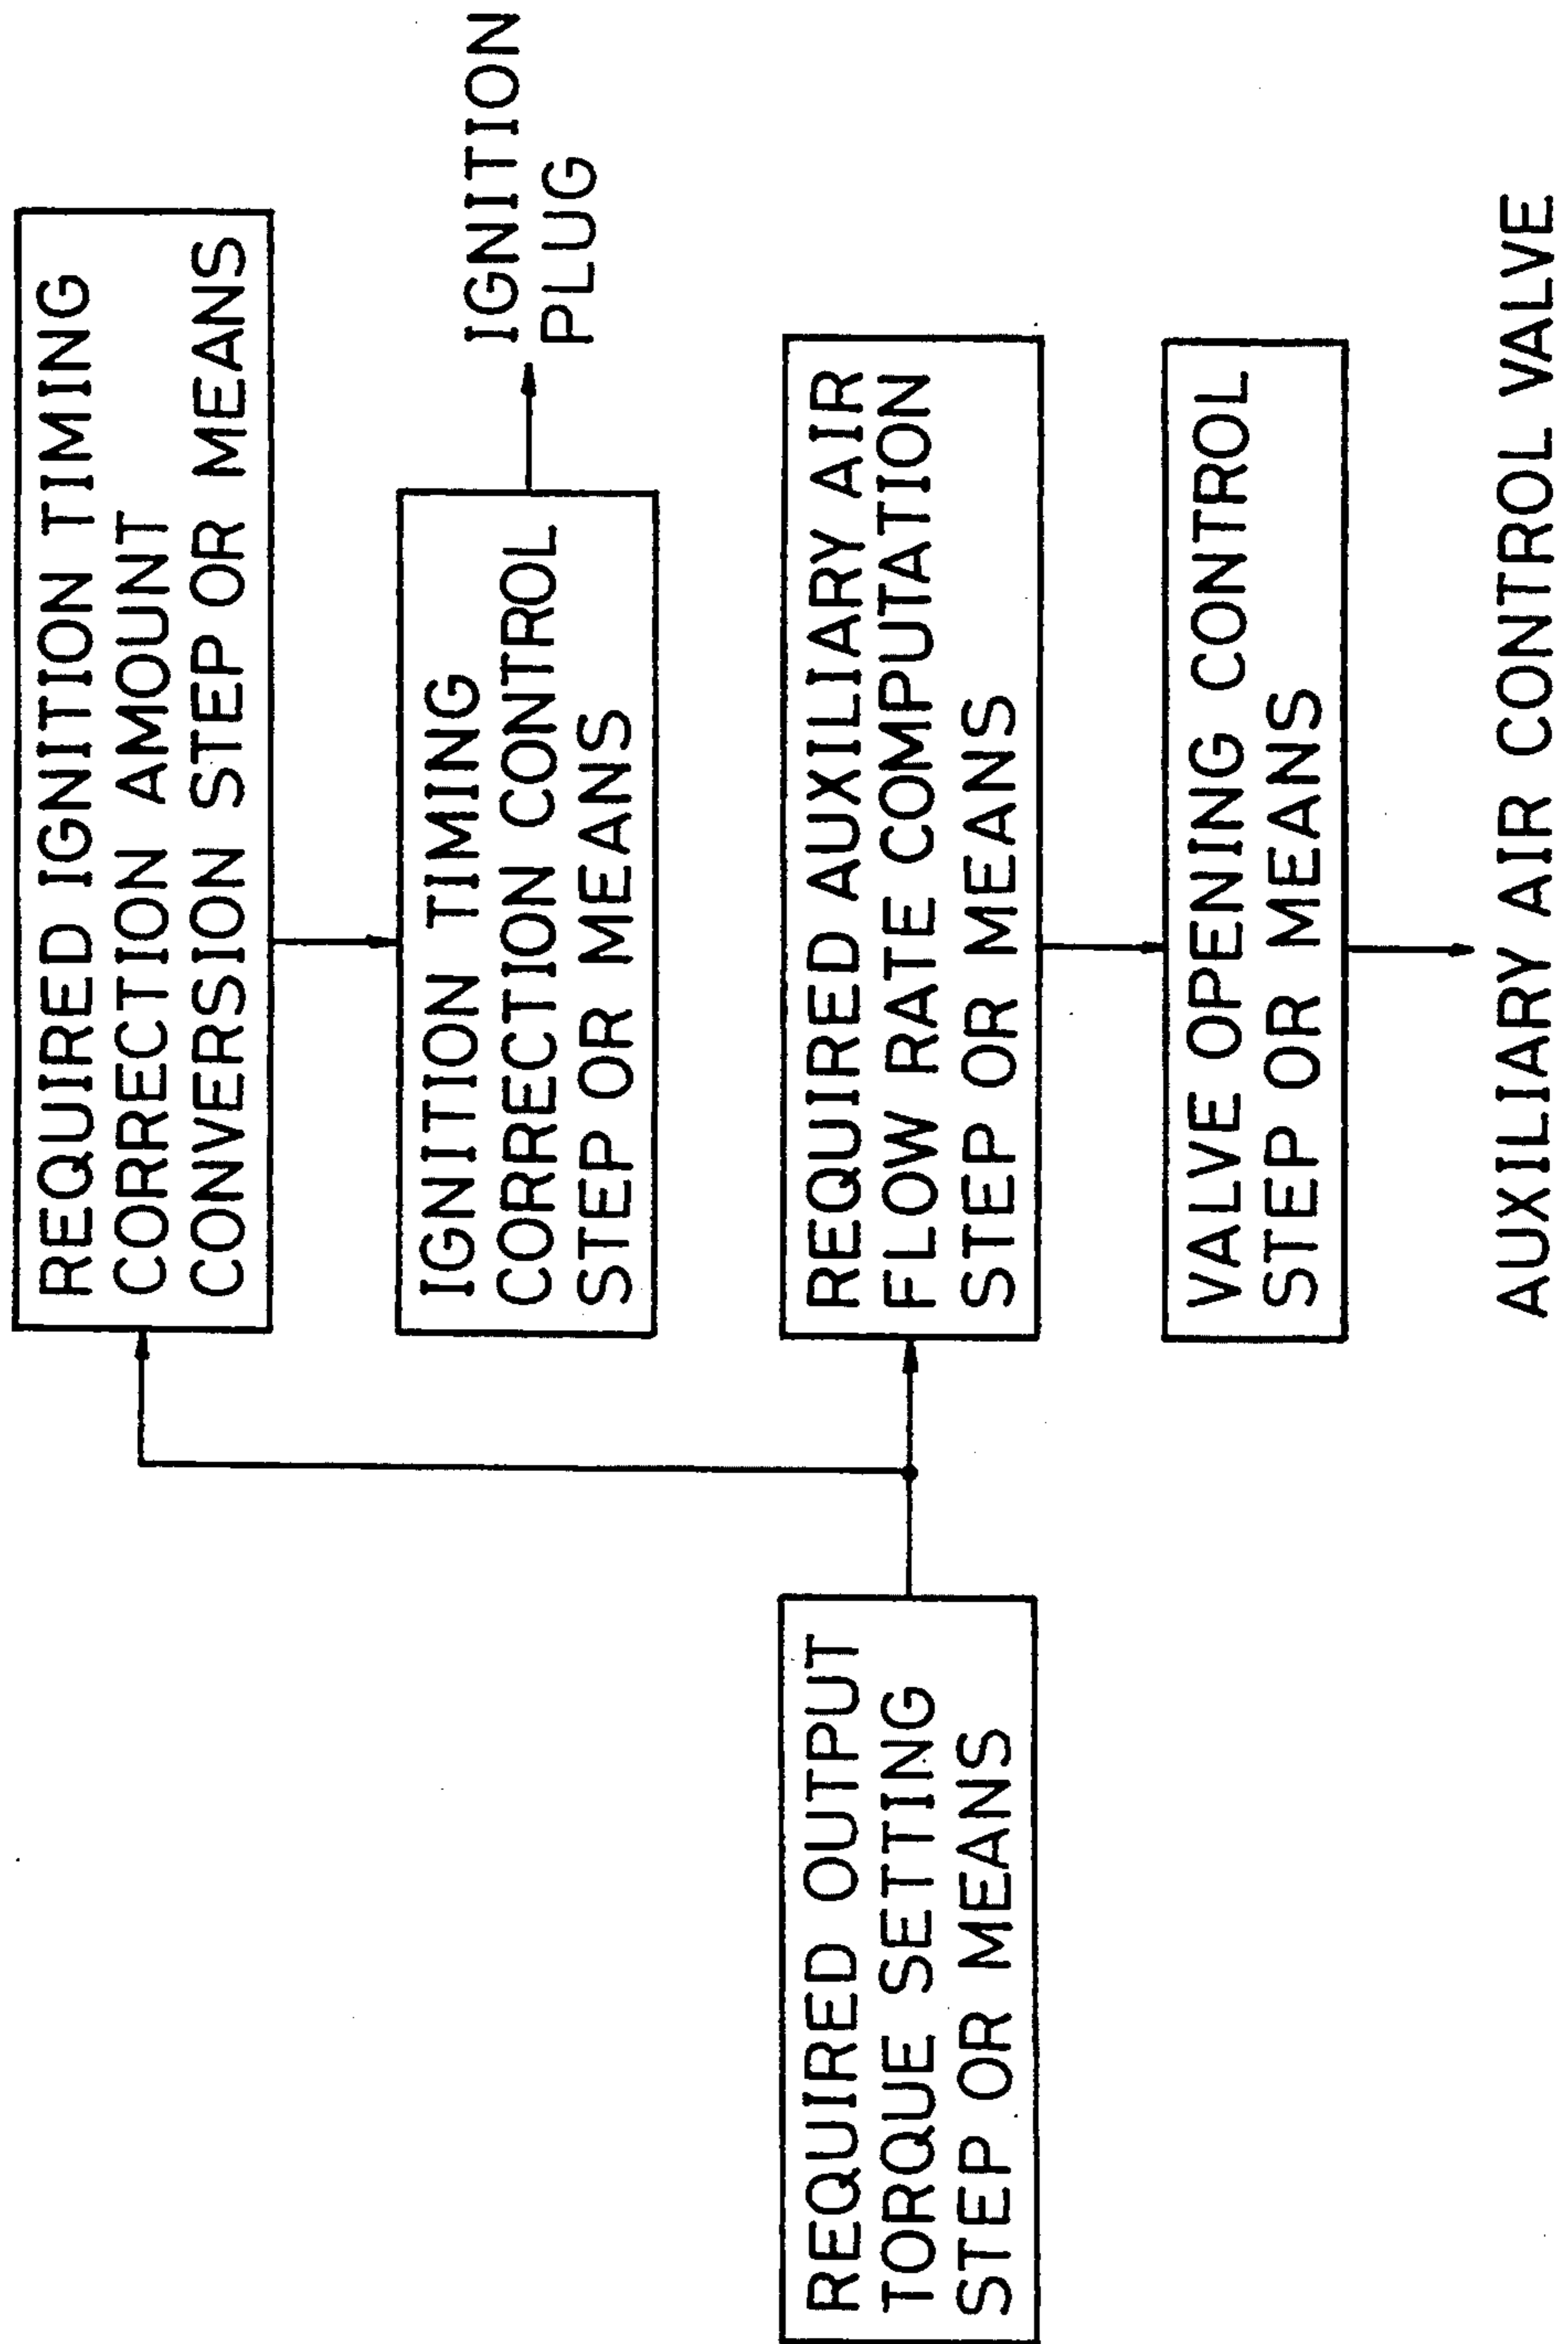 REQUIRED OUTPUT
TORQUE SETTING
STEP OR MEANS
REQUIRED IGNITION TIMING
CORRECTION AMOUNT
CONVERSION STEP OR MEANS
IGNITION TIMING
CORRECTION CONTROL
STEP OR MEANS
IGNITION
PLUG
REQUIRED AUXILIARY AIR
FLOW RATE COMPUTATION
STEP OR MEANS
VALVE OPENING CONTROL
STEP OR MEANS
AUXILIARY AIR CONTROL VALVE